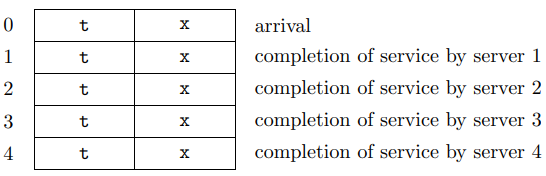 0 t x arrival
1 t x completion of service by server 1
2 t x completion of service by server 2
3 t x completion of service by server 3
4 t x completion of service by server 4